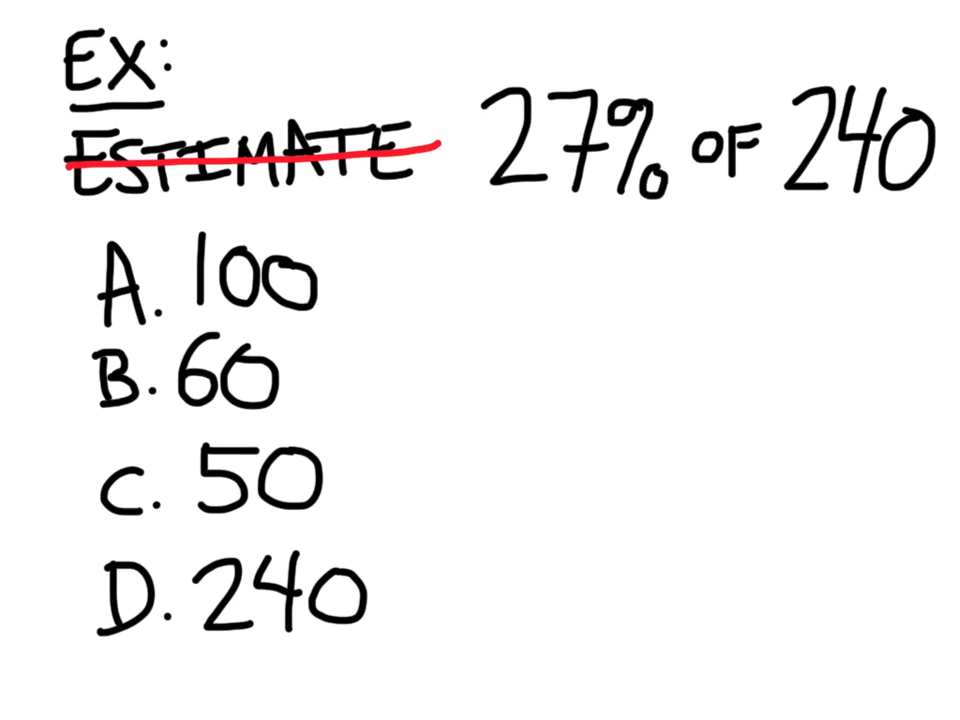 EX:
ESTIMATE 27% OF 240
A. 100
B. 60
C. 50
D. 240